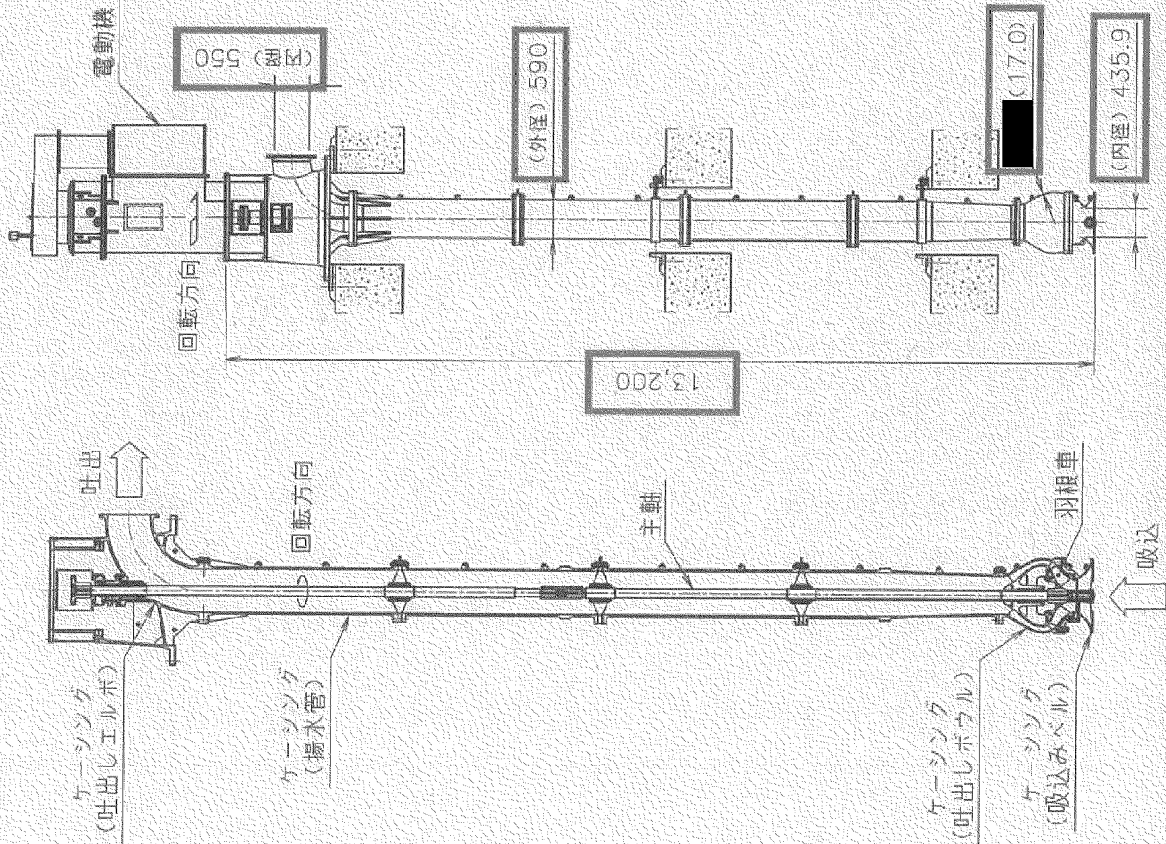 電動機
(内径) 550
(外径) 590
(17.0)
(内径) 435.9
回転方向
13,200
吐出
回転方向
主軸
羽根車
吸込
ケーシング
(吐出しエルボ)
ケーシング
(揚水管)
ケーシング
(吐出しボウル)
ケーシング
(吸込みベル)